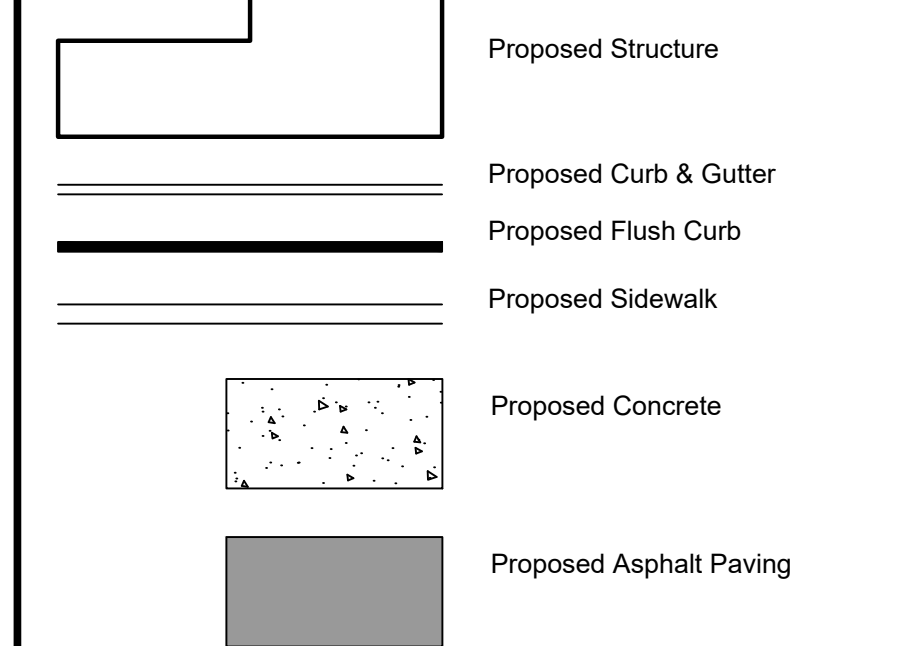 Proposed Structure
Proposed Curb & Gutter
Proposed Flush Curb
Proposed Sidewalk
Proposed Concrete
Proposed Asphalt Paving